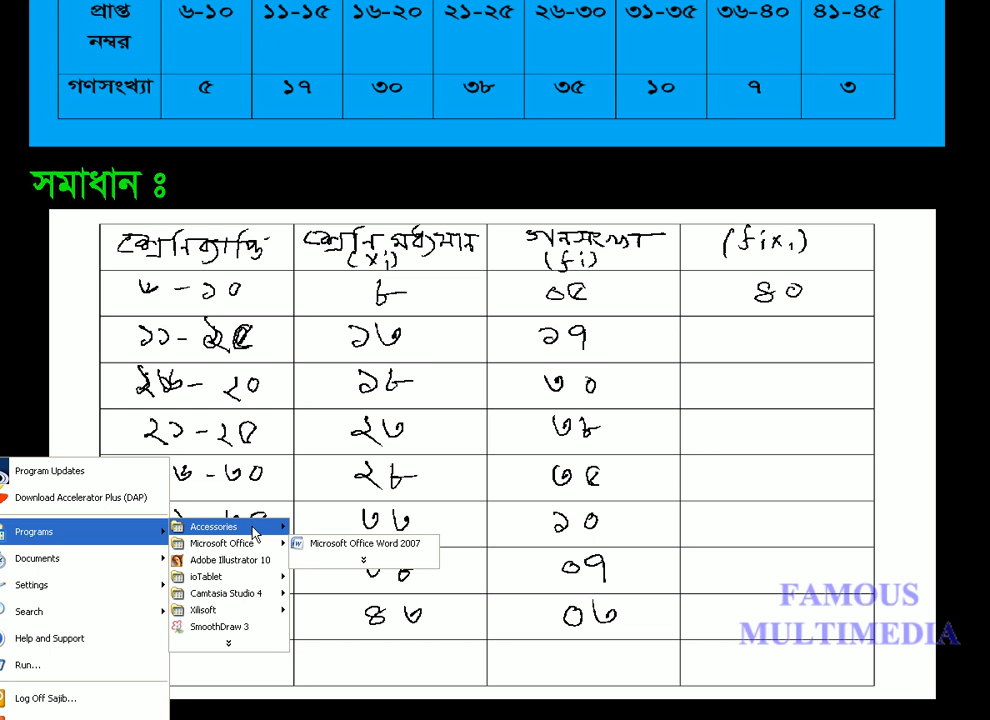 প্রাপ্ত নম্বর ৬-১০ ১১-১৫ ১৬-২০ ২১-২৫ ২৬-৩০ ৩১-৩৫ ৩৬-৪০ ৪১-৪৫
গণসংখ্যা ৫ ১৭ ৩০ ৩৮ ৩৫ ১০ ৭ ৩
সমাধান ঃ
শ্রেনিব্যাপ্তি শ্রেনি মধ্যমান (xi) গনসংখ্যা (fi) (fixi)
৬ - ১০ ৮ ০৫ ৪০
১১ - ১৫ ১৩ ১৭
১৬ - ২০ ১৮ ৩০
২১ - ২৫ ২৩ ৩৮
৬ - ৩০ ২৮ ৩৫
৩৩ ১০
০৭
৪৩ ০৩
Program Updates
Download Accelerator Plus (DAP)
Programs
Documents
Settings
Search
Help and Support
Run...
Log Off Sajib...
Accessories
Microsoft Office
Adobe Illustrator 10
ioTablet
Camtasia Studio 4
Xilisoft
SmoothDraw 3
Microsoft Office Word 2007
FAMOUS
MULTIMEDIA